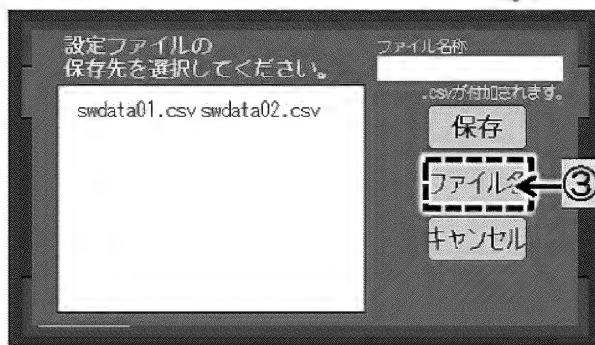 設定ファイルの
保存先を選択してください。
ファイル名称
.csvが付加されます。
swdata01.csv swdata02.csv
保存
ファイル名
③
キャンセル